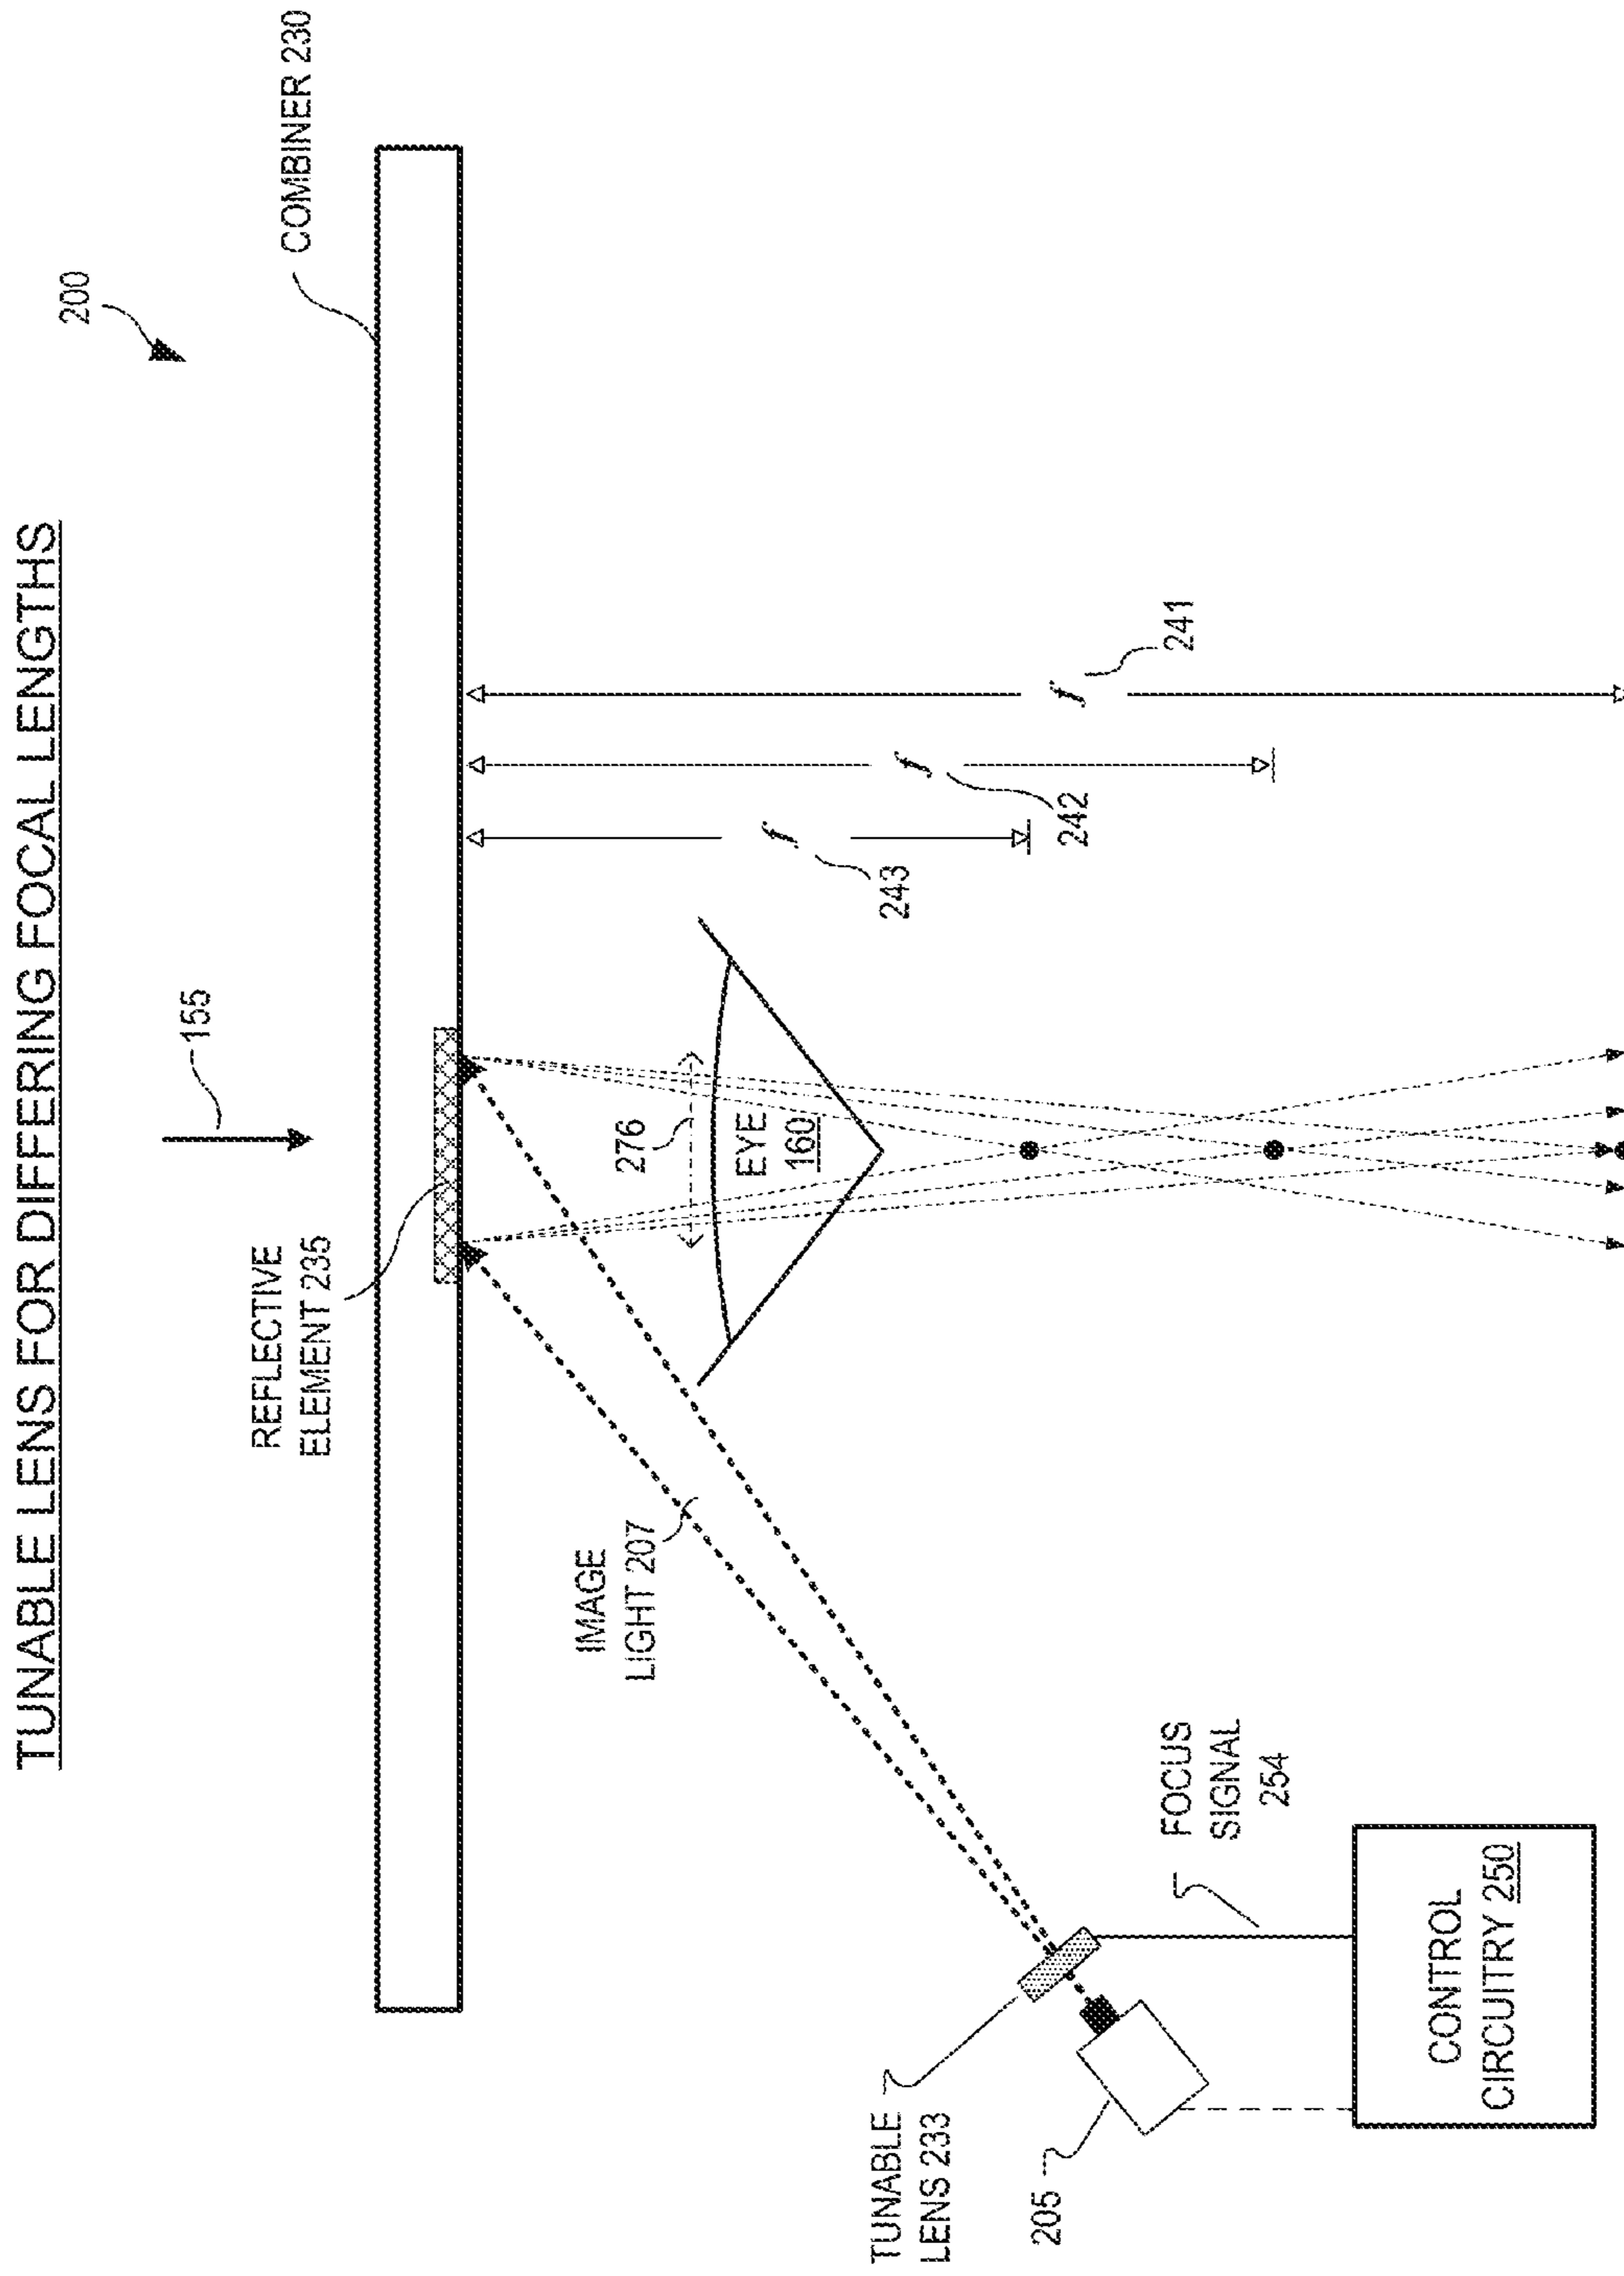 TUNABLE LENS FOR DIFFERING FOCAL LENGTHS
200
155
COMBINER 230
REFLECTIVE
ELEMENT 235
276
EYE
160
IMAGE
LIGHT 207
f
243
f
242
f
241
TUNABLE
LENS 233
205
FOCUS
SIGNAL
254
CONTROL
CIRCUITRY 250